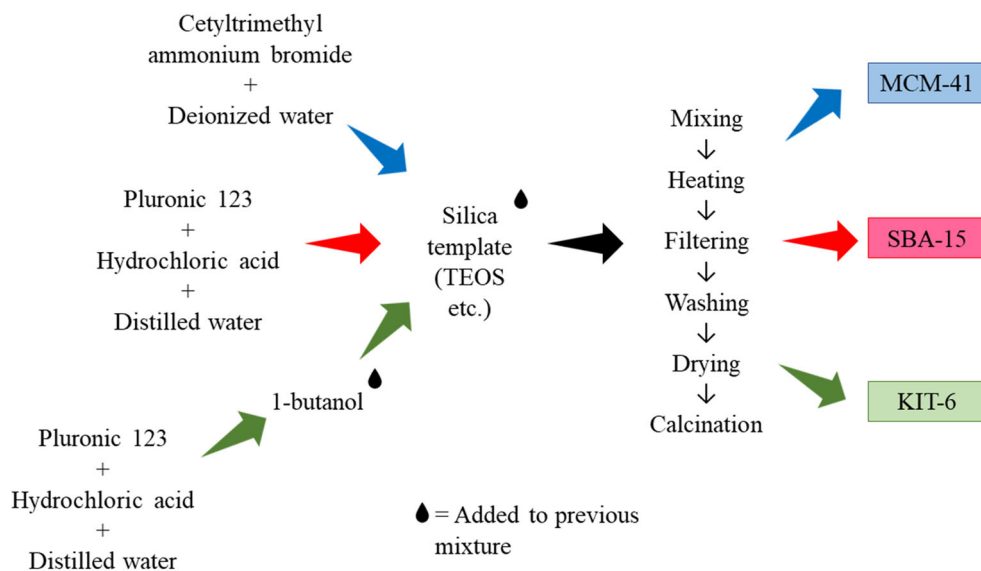 Cetyltrimethyl
ammonium bromide
+
Deionized water
Pluronic 123
+
Hydrochloric acid
+
Distilled water
Pluronic 123
+
Hydrochloric acid
+
Distilled water
1-butanol
Silica
template
(TEOS
etc.)
= Added to previous
mixture
Mixing
↓
Heating
↓
Filtering
↓
Washing
↓
Drying
↓
Calcination
MCM-41
SBA-15
KIT-6